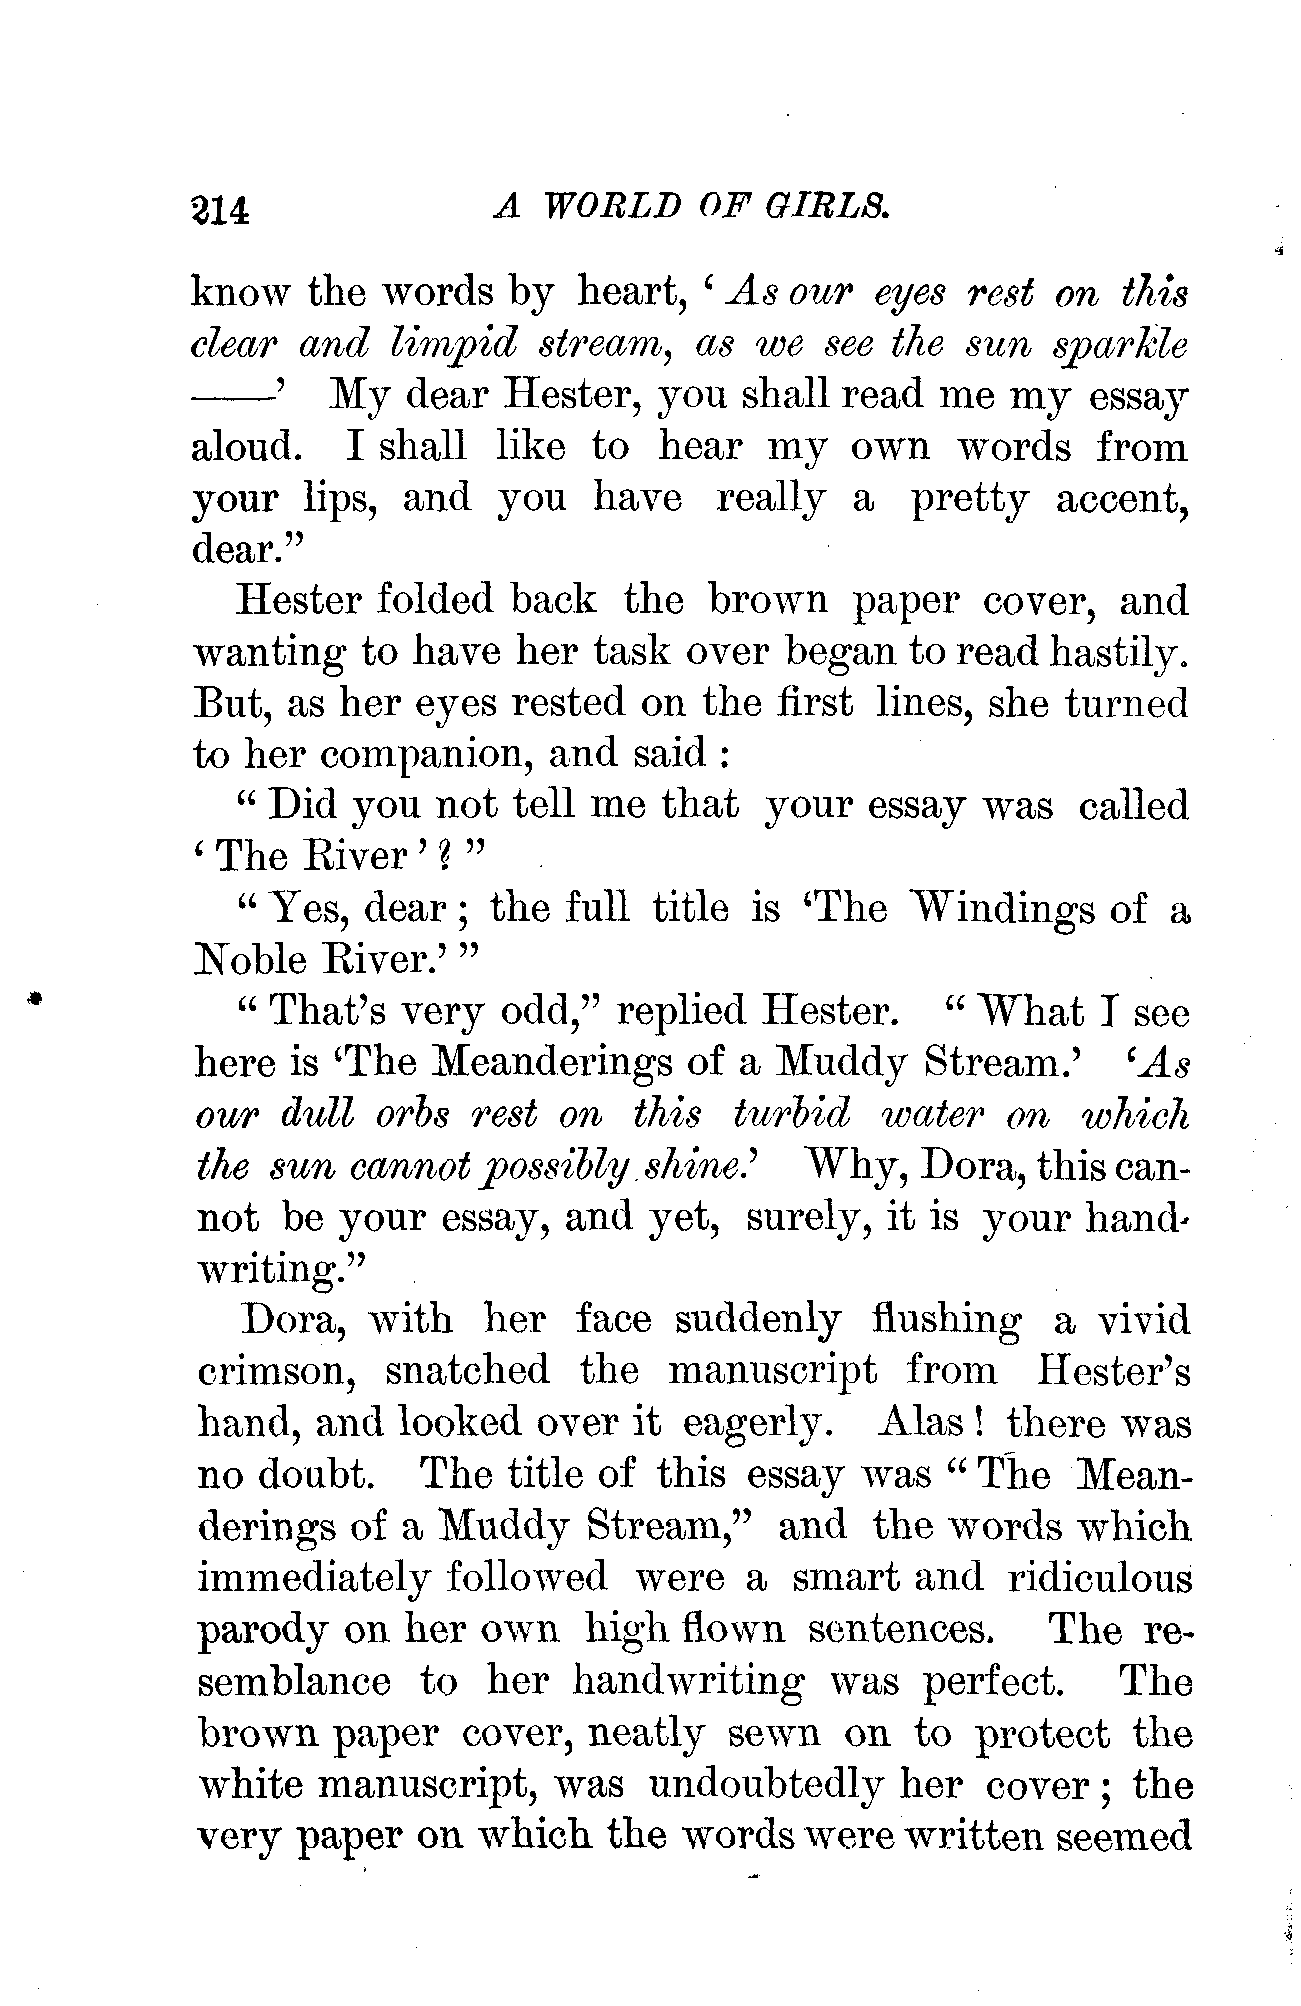 214 A WORLD OF GIRLS.
know the words by heart, ‘ As our eyes rest on this
clear and limpid stream, as we see the sun sparkle
——’ My dear Hester, you shall read me my essay
aloud. I shall like to hear my own words from
your lips, and you have really a pretty accent,
dear.”
Hester folded back the brown paper cover, and
wanting to have her task over began to read hastily.
But, as her eyes rested on the first lines, she turned
to her companion, and said :
“ Did you not tell me that your essay was called
‘ The River ’ ? ”
“ Yes, dear ; the full title is ‘The Windings of a
Noble River.’ ”
“ That’s very odd,” replied Hester. “ What I see
here is ‘The Meanderings of a Muddy Stream.’ ‘As
our dull orbs rest on this turbid water on which
the sun cannot possibly shine.’ Why, Dora, this can-
not be your essay, and yet, surely, it is your hand-
writing.”
Dora, with her face suddenly flushing a vivid
crimson, snatched the manuscript from Hester’s
hand, and looked over it eagerly. Alas ! there was
no doubt. The title of this essay was “ The Mean-
derings of a Muddy Stream,” and the words which
immediately followed were a smart and ridiculous
parody on her own high flown sentences. The re-
semblance to her handwriting was perfect. The
brown paper cover, neatly sewn on to protect the
white manuscript, was undoubtedly her cover ; the
very paper on which the words were written seemed